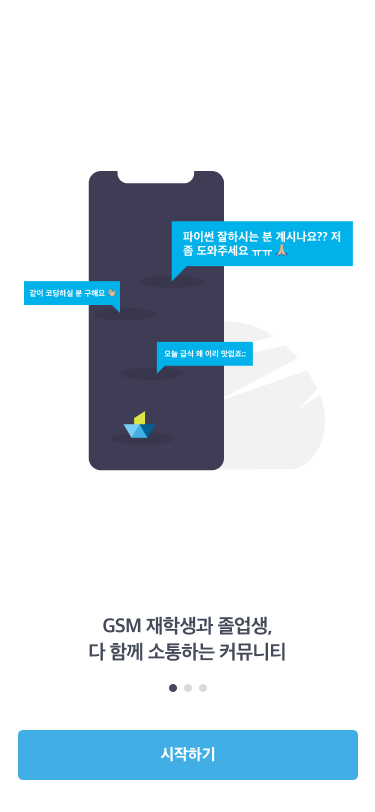 파이썬 잘하시는 분 계시나요?? 저
좀 도와주세요 ㅠㅠ 🙏🏼
같이 코딩하실 분 구해요 👏🏼
오늘 급식 왜 이리 맛없죠::
GSM 재학생과 졸업생,
다 함께 소통하는 커뮤니티
시작하기